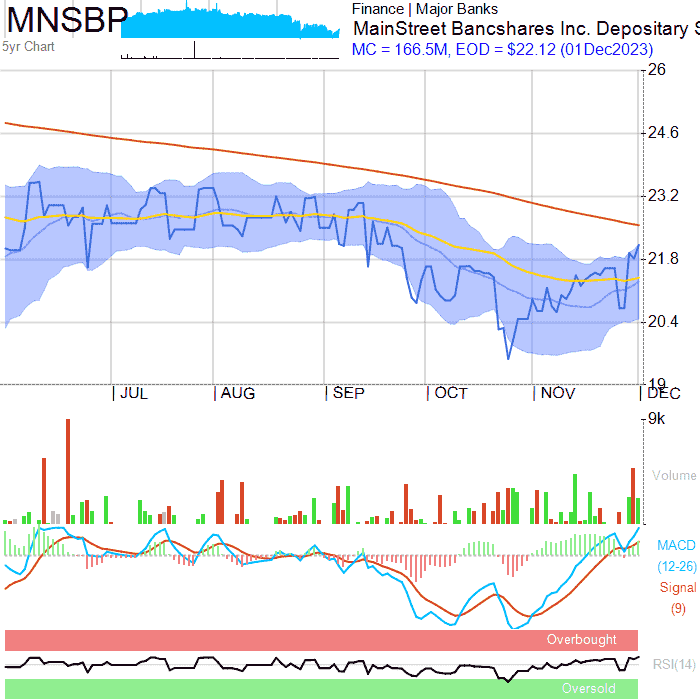 MNSBP
5yr Chart
Finance | Major Banks
MainStreet Bancshares Inc. Depositary S
MC = 166.5M, EOD = $22.12 (01Dec2023)
26
24.6
23.2
21.8
20.4
19
JUL AUG SEP OCT NOV DEC
9k
Volume
MACD
(12-26)
Signal
(9)
Overbought
RSI(14)
Oversold